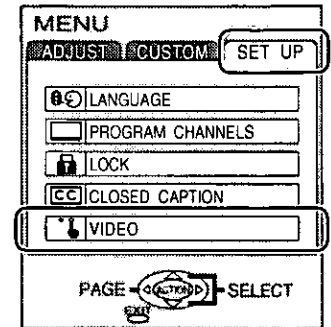 MENU
ADJUST CUSTOM SET UP
LANGUAGE
PROGRAM CHANNELS
LOCK
CC CLOSED CAPTION
VIDEO
PAGE ACTION SELECT
EXIT